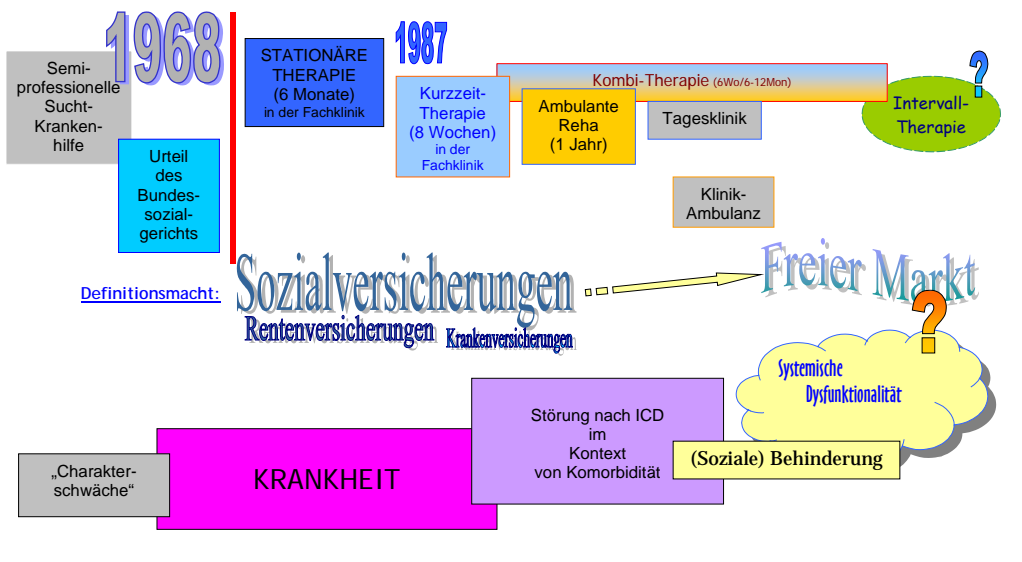 1968
Semi-
professionelle
Sucht-
Kranken-
hilfe
Urteil
des
Bundes-
sozial-
gerichts
STATIONÄRE
THERAPIE
(6 Monate)
in der Fachklinik
1987
Kurzzeit-
Therapie
(8 Wochen)
in der
Fachklinik
Kombi-Therapie (6Wo/6-12Mon)
Ambulante
Reha
(1 Jahr)
Tagesklinik
Klinik-
Ambulanz
?
Intervall-
Therapie
Definitionsmacht:
Sozialversicherungen
Rentenversicherungen Krankenversicherungen
Freier Markt
?
Systemische
Dysfunktionalität
„Charakter-
schwäche“
KRANKHEIT
Störung nach ICD
im
Kontext
von Komorbidität
(Soziale) Behinderung